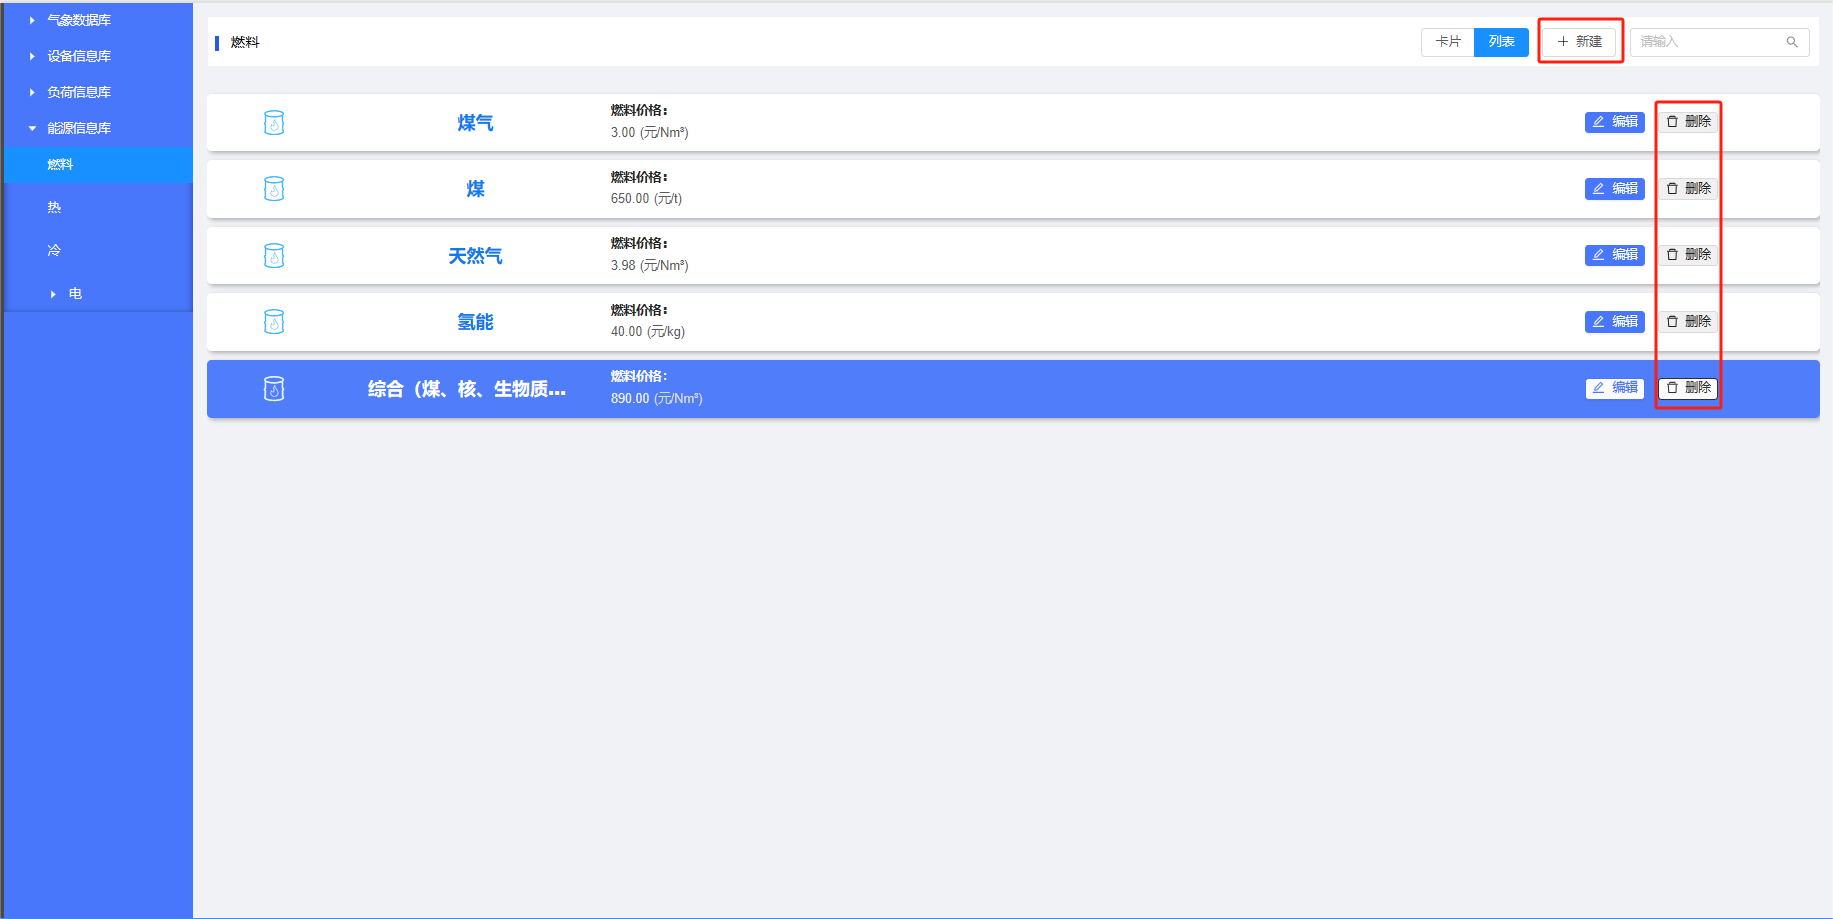 气象数据库
设备信息库
负荷信息库
能源信息库
燃料
热
冷
电
燃料
卡片 列表 新建 请输入
煤气
燃料价格：
3.00 (元/Nm³)
编辑 删除
煤
燃料价格：
650.00 (元/t)
编辑 删除
天然气
燃料价格：
3.98 (元/Nm³)
编辑 删除
氢能
燃料价格：
40.00 (元/kg)
编辑 删除
综合（煤、核、生物质...
燃料价格：
890.00 (元/Nm³)
编辑 删除